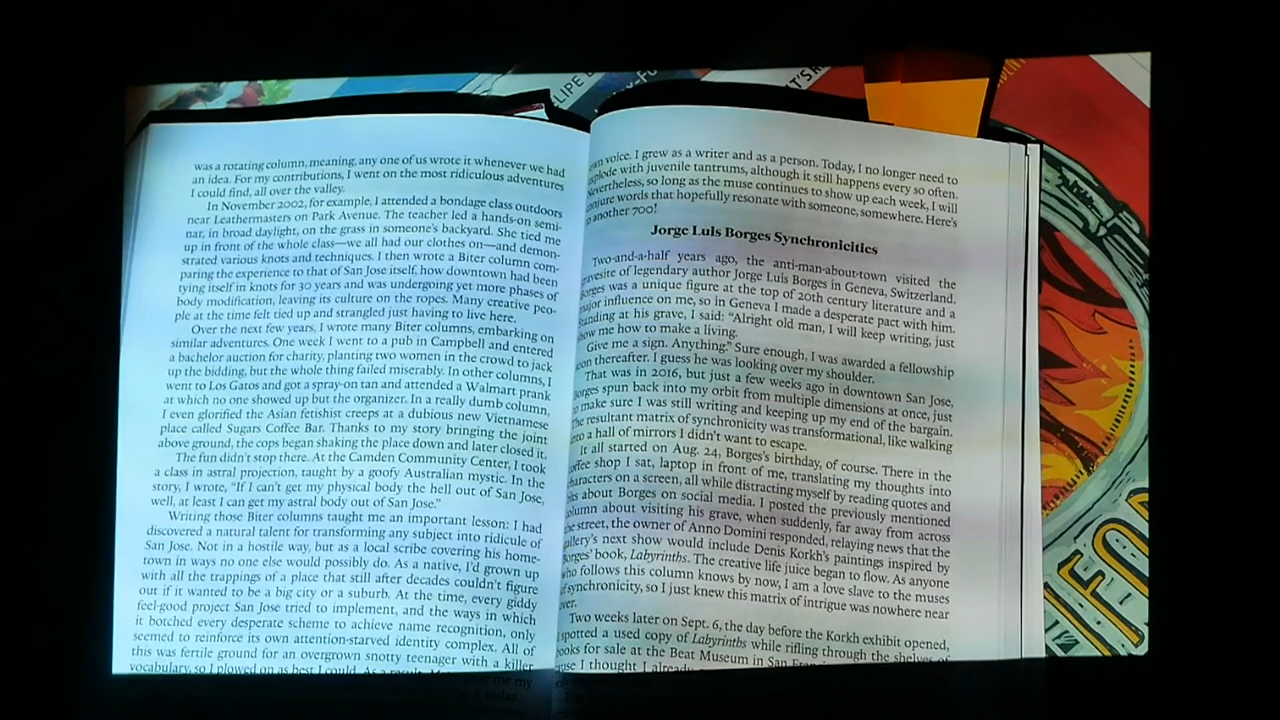 was a rotating column, meaning, any one of us wrote it whenever we had
an idea. For my contributions, I went on the most ridiculous adventures
I could find, all over the valley.
In November 2002, for example, I attended a bondage class outdoors
near Leathermasters on Park Avenue. The teacher led a hands-on semi-
nar, in broad daylight, on the grass in someone's backyard. She tied me
up in front of the whole class—we all had our clothes on—and demon-
strated various knots and techniques. I then wrote a Biter column com-
paring the experience to that of San Jose itself, how downtown had been
tying itself in knots for 30 years and was undergoing yet more phases of
body modification, leaving its culture on the ropes. Many creative peo-
ple at the time felt tied up and strangled just having to live here.
Over the next few years, I wrote many Biter columns, embarking on
similar adventures. One week I went to a pub in Campbell and entered
a bachelor auction for charity, planting two women in the crowd to jack
up the bidding, but the whole thing failed miserably. In other columns, I
went to Los Gatos and got a spray-on tan and attended a Walmart prank
at which no one showed up but the organizer. In a really dumb column,
I even glorified the Asian fetishist creeps at a dubious new Vietnamese
place called Sugars Coffee Bar. Thanks to my story bringing the joint
above ground, the cops began shaking the place down and later closed it.
The fun didn't stop there. At the Camden Community Center, I took
a class in astral projection, taught by a goofy Australian mystic. In the
story, I wrote, "If I can't get my physical body the hell out of San Jose,
well, at least I can get my astral body out of San Jose."
Writing those Biter columns taught me an important lesson: I had
discovered a natural talent for transforming any subject into ridicule of
San Jose. Not in a hostile way, but as a local scribe covering his home-
town in ways no one else would possibly do. As a native, I'd grown up
with all the trappings of a place that still after decades couldn't figure
out if it wanted to be a big city or a suburb. At the time, every giddy
feel-good project San Jose tried to implement, and the ways in which
it botched every desperate scheme to achieve name recognition, only
seemed to reinforce its own attention-starved identity complex. All of
this was fertile ground for an overgrown snotty teenager with a killer
vocabulary, so I plowed on as best I could. As a result,
own voice. I grew as a writer and as a person. Today, I no longer need to
explode with juvenile tantrums, although it still happens every so often.
Nevertheless, so long as the muse continues to show up each week, I will
conjure words that hopefully resonate with someone, somewhere. Here's
to another 700!
Jorge Luis Borges Synchronicities
Two-and-a-half years ago, the anti-man-about-town visited the
gravesite of legendary author Jorge Luis Borges in Geneva, Switzerland.
Borges was a unique figure at the top of 20th century literature and a
major influence on me, so in Geneva I made a desperate pact with him.
Standing at his grave, I said: "Alright old man, I will keep writing, just
show me how to make a living.
Give me a sign. Anything." Sure enough, I was awarded a fellowship
soon thereafter. I guess he was looking over my shoulder.
That was in 2016, but just a few weeks ago in downtown San Jose,
Borges spun back into my orbit from multiple dimensions at once, just
to make sure I was still writing and keeping up my end of the bargain.
The resultant matrix of synchronicity was transformational, like walking
into a hall of mirrors I didn't want to escape.
It all started on Aug. 24, Borges's birthday, of course. There in the
coffee shop I sat, laptop in front of me, translating my thoughts into
characters on a screen, all while distracting myself by reading quotes and
bits about Borges on social media. I posted the previously mentioned
column about visiting his grave, when suddenly, far away from across
the street, the owner of Anno Domini responded, relaying news that the
gallery's next show would include Denis Korkh's paintings inspired by
Borges' book, Labyrinths. The creative life juice began to flow. As anyone
who follows this column knows by now, I am a love slave to the muses
of synchronicity, so I just knew this matrix of intrigue was nowhere near
over.
Two weeks later on Sept. 6, the day before the Korkh exhibit opened,
I spotted a used copy of Labyrinths while rifling through the shelves of
books for sale at the Beat Museum in San
I thought I already